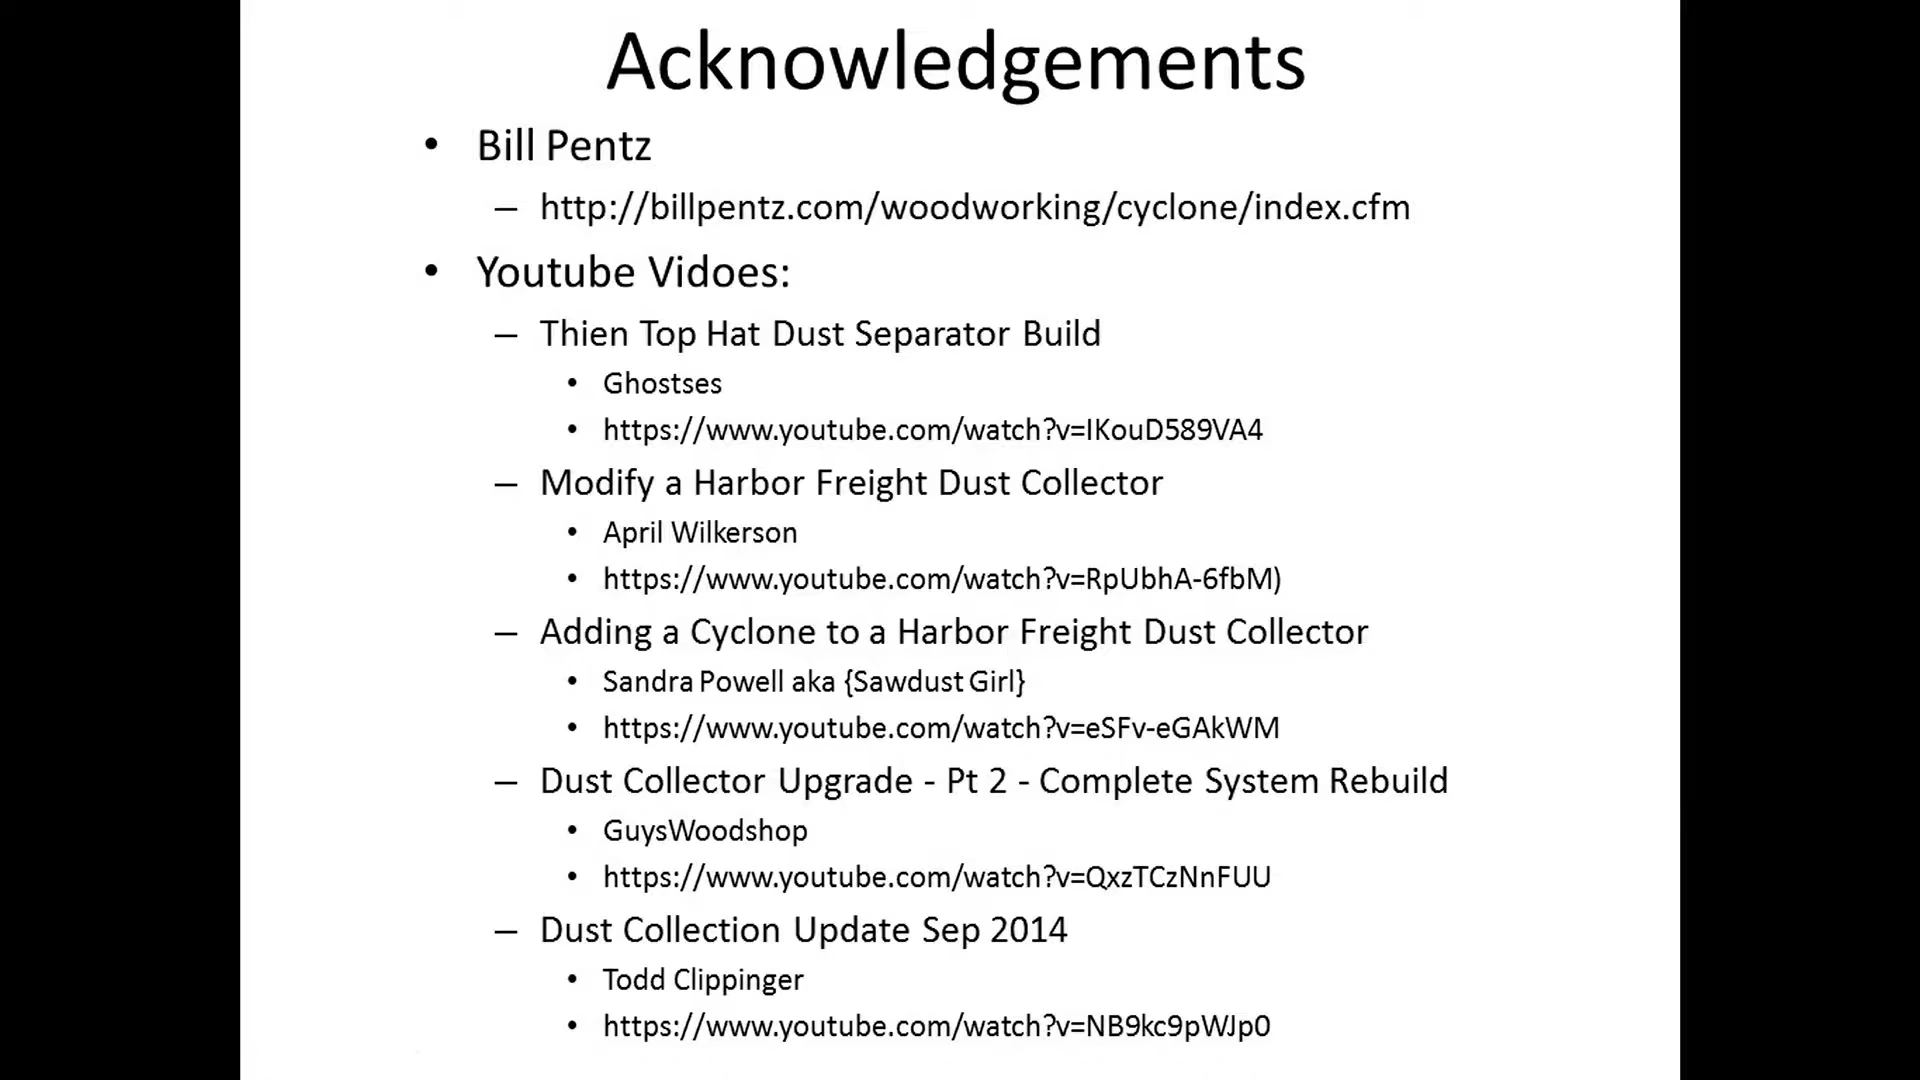 Acknowledgements
• Bill Pentz
– http://billpentz.com/woodworking/cyclone/index.cfm
• Youtube Vidoes:
– Thien Top Hat Dust Separator Build
• Ghostses
• https://www.youtube.com/watch?v=IKouD589VA4
– Modify a Harbor Freight Dust Collector
• April Wilkerson
• https://www.youtube.com/watch?v=RpUbhA-6fbM)
– Adding a Cyclone to a Harbor Freight Dust Collector
• Sandra Powell aka {Sawdust Girl}
• https://www.youtube.com/watch?v=eSFv-eGAkWM
– Dust Collector Upgrade - Pt 2 - Complete System Rebuild
• GuysWoodshop
• https://www.youtube.com/watch?v=QxzTCzNnFUU
– Dust Collection Update Sep 2014
• Todd Clippinger
• https://www.youtube.com/watch?v=NB9kc9pWJp0